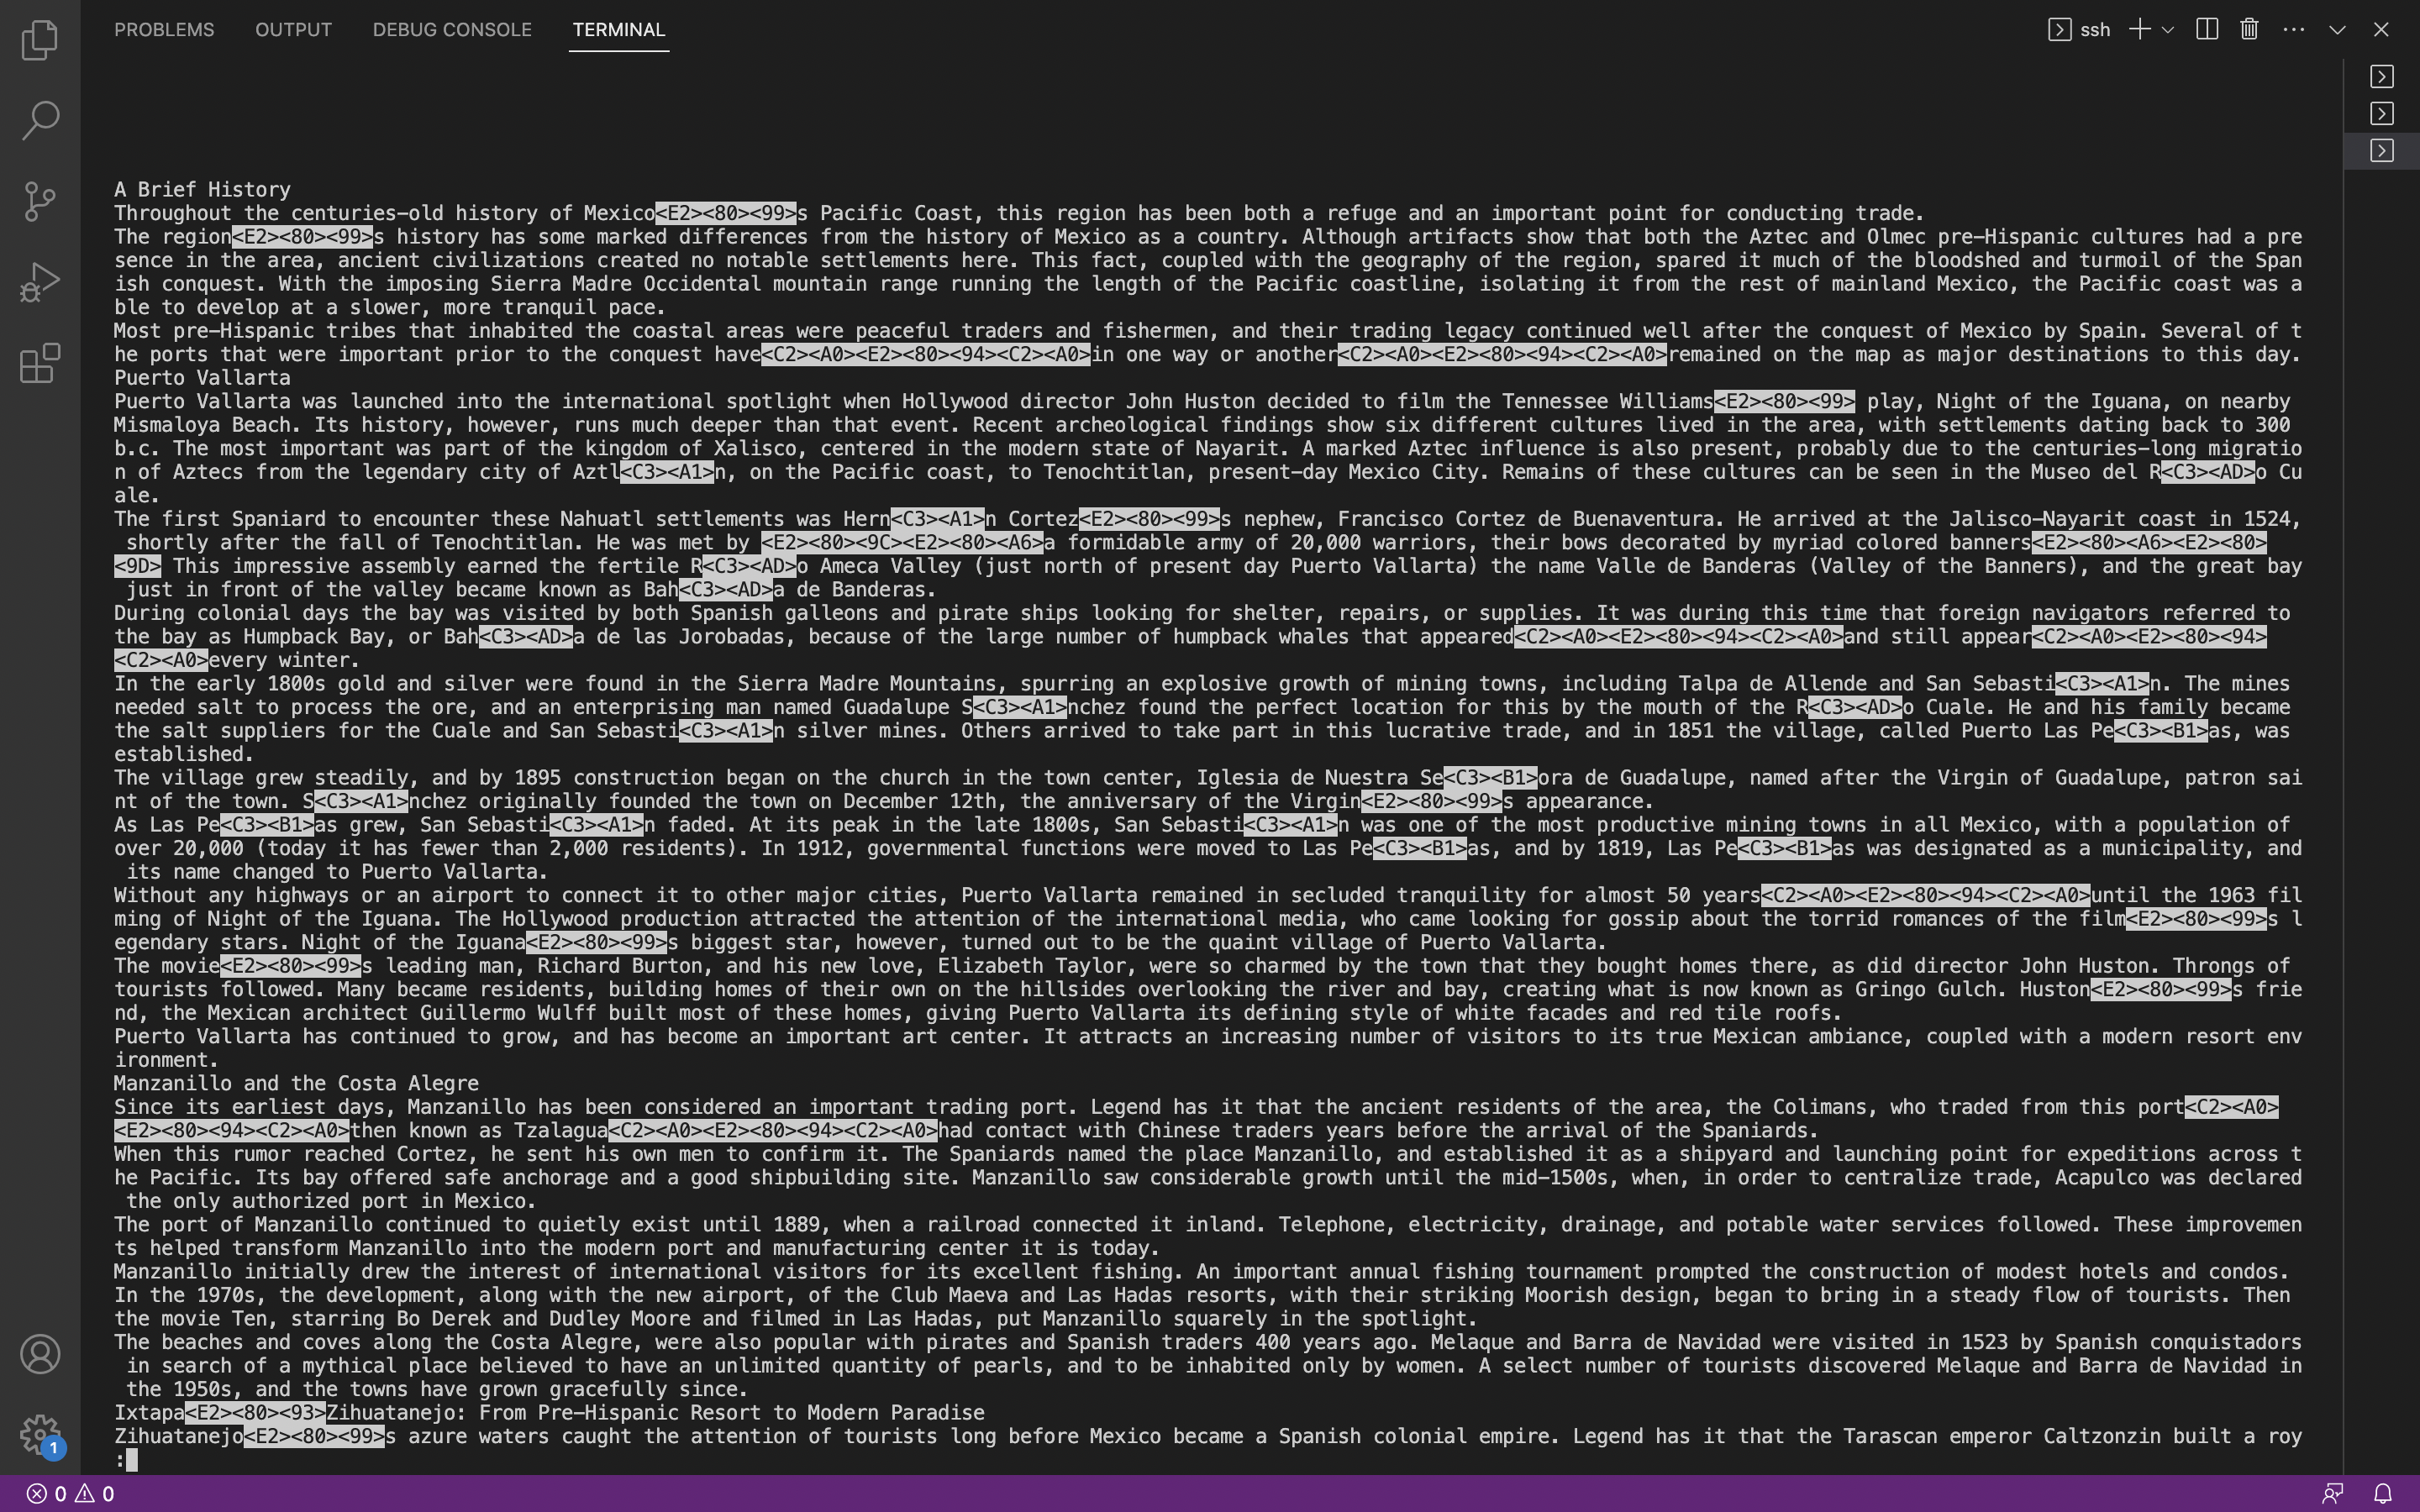 PROBLEMS OUTPUT DEBUG CONSOLE TERMINAL ssh
A Brief History
Throughout the centuries-old history of Mexico<E2><80><99>s Pacific Coast, this region has been both a refuge and an important point for conducting trade.
The region<E2><80><99>s history has some marked differences from the history of Mexico as a country. Although artifacts show that both the Aztec and Olmec pre-Hispanic cultures had a pre
sence in the area, ancient civilizations created no notable settlements here. This fact, coupled with the geography of the region, spared it much of the bloodshed and turmoil of the Span
ish conquest. With the imposing Sierra Madre Occidental mountain range running the length of the Pacific coastline, isolating it from the rest of mainland Mexico, the Pacific coast was a
ble to develop at a slower, more tranquil pace.
Most pre-Hispanic tribes that inhabited the coastal areas were peaceful traders and fishermen, and their trading legacy continued well after the conquest of Mexico by Spain. Several of t
he ports that were important prior to the conquest have<C2><A0><E2><80><94><C2><A0>in one way or another<C2><A0><E2><80><94><C2><A0>remained on the map as major destinations to this day.
Puerto Vallarta
Puerto Vallarta was launched into the international spotlight when Hollywood director John Huston decided to film the Tennessee Williams<E2><80><99> play, Night of the Iguana, on nearby
Mismaloya Beach. Its history, however, runs much deeper than that event. Recent archeological findings show six different cultures lived in the area, with settlements dating back to 300
b.c. The most important was part of the kingdom of Xalisco, centered in the modern state of Nayarit. A marked Aztec influence is also present, probably due to the centuries-long migratio
n of Aztecs from the legendary city of Aztl<C3><A1>n, on the Pacific coast, to Tenochtitlan, present-day Mexico City. Remains of these cultures can be seen in the Museo del R<C3><AD>o Cu
ale.
The first Spaniard to encounter these Nahuatl settlements was Hern<C3><A1>n Cortez<E2><80><99>s nephew, Francisco Cortez de Buenaventura. He arrived at the Jalisco-Nayarit coast in 1524,
shortly after the fall of Tenochtitlan. He was met by <E2><80><9C><E2><80><A6>a formidable army of 20,000 warriors, their bows decorated by myriad colored banners<E2><80><A6><E2><80>
<9D> This impressive assembly earned the fertile R<C3><AD>o Ameca Valley (just north of present day Puerto Vallarta) the name Valle de Banderas (Valley of the Banners), and the great bay
just in front of the valley became known as Bah<C3><AD>a de Banderas.
During colonial days the bay was visited by both Spanish galleons and pirate ships looking for shelter, repairs, or supplies. It was during this time that foreign navigators referred to
the bay as Humpback Bay, or Bah<C3><AD>a de las Jorobadas, because of the large number of humpback whales that appeared<C2><A0><E2><80><94><C2><A0>and still appear<C2><A0><E2><80><94>
<C2><A0>every winter.
In the early 1800s gold and silver were found in the Sierra Madre Mountains, spurring an explosive growth of mining towns, including Talpa de Allende and San Sebasti<C3><A1>n. The mines
needed salt to process the ore, and an enterprising man named Guadalupe S<C3><A1>nchez found the perfect location for this by the mouth of the R<C3><AD>o Cuale. He and his family became
the salt suppliers for the Cuale and San Sebasti<C3><A1>n silver mines. Others arrived to take part in this lucrative trade, and in 1851 the village, called Puerto Las Pe<C3><B1>as, was
established.
The village grew steadily, and by 1895 construction began on the church in the town center, Iglesia de Nuestra Se<C3><B1>ora de Guadalupe, named after the Virgin of Guadalupe, patron sai
nt of the town. S<C3><A1>nchez originally founded the town on December 12th, the anniversary of the Virgin<E2><80><99>s appearance.
As Las Pe<C3><B1>as grew, San Sebasti<C3><A1>n faded. At its peak in the late 1800s, San Sebasti<C3><A1>n was one of the most productive mining towns in all Mexico, with a population of
over 20,000 (today it has fewer than 2,000 residents). In 1912, governmental functions were moved to Las Pe<C3><B1>as, and by 1819, Las Pe<C3><B1>as was designated as a municipality, and
its name changed to Puerto Vallarta.
Without any highways or an airport to connect it to other major cities, Puerto Vallarta remained in secluded tranquility for almost 50 years<C2><A0><E2><80><94><C2><A0>until the 1963 fil
ming of Night of the Iguana. The Hollywood production attracted the attention of the international media, who came looking for gossip about the torrid romances of the film<E2><80><99>s l
egendary stars. Night of the Iguana<E2><80><99>s biggest star, however, turned out to be the quaint village of Puerto Vallarta.
The movie<E2><80><99>s leading man, Richard Burton, and his new love, Elizabeth Taylor, were so charmed by the town that they bought homes there, as did director John Huston. Throngs of
tourists followed. Many became residents, building homes of their own on the hillsides overlooking the river and bay, creating what is now known as Gringo Gulch. Huston<E2><80><99>s frie
nd, the Mexican architect Guillermo Wulff built most of these homes, giving Puerto Vallarta its defining style of white facades and red tile roofs.
Puerto Vallarta has continued to grow, and has become an important art center. It attracts an increasing number of visitors to its true Mexican ambiance, coupled with a modern resort env
ironment.
Manzanillo and the Costa Alegre
Since its earliest days, Manzanillo has been considered an important trading port. Legend has it that the ancient residents of the area, the Colimans, who traded from this port<C2><A0>
<E2><80><94><C2><A0>then known as Tzalagua<C2><A0><E2><80><94><C2><A0>had contact with Chinese traders years before the arrival of the Spaniards.
When this rumor reached Cortez, he sent his own men to confirm it. The Spaniards named the place Manzanillo, and established it as a shipyard and launching point for expeditions across t
he Pacific. Its bay offered safe anchorage and a good shipbuilding site. Manzanillo saw considerable growth until the mid-1500s, when, in order to centralize trade, Acapulco was declared
the only authorized port in Mexico.
The port of Manzanillo continued to quietly exist until 1889, when a railroad connected it inland. Telephone, electricity, drainage, and potable water services followed. These improvemen
ts helped transform Manzanillo into the modern port and manufacturing center it is today.
Manzanillo initially drew the interest of international visitors for its excellent fishing. An important annual fishing tournament prompted the construction of modest hotels and condos.
In the 1970s, the development, along with the new airport, of the Club Maeva and Las Hadas resorts, with their striking Moorish design, began to bring in a steady flow of tourists. Then
the movie Ten, starring Bo Derek and Dudley Moore and filmed in Las Hadas, put Manzanillo squarely in the spotlight.
The beaches and coves along the Costa Alegre, were also popular with pirates and Spanish traders 400 years ago. Melaque and Barra de Navidad were visited in 1523 by Spanish conquistadors
in search of a mythical place believed to have an unlimited quantity of pearls, and to be inhabited only by women. A select number of tourists discovered Melaque and Barra de Navidad in
the 1950s, and the towns have grown gracefully since.
Ixtapa<E2><80><93>Zihuatanejo: From Pre-Hispanic Resort to Modern Paradise
Zihuatanejo<E2><80><99>s azure waters caught the attention of tourists long before Mexico became a Spanish colonial empire. Legend has it that the Tarascan emperor Caltzonzin built a roy
:
1
0 0